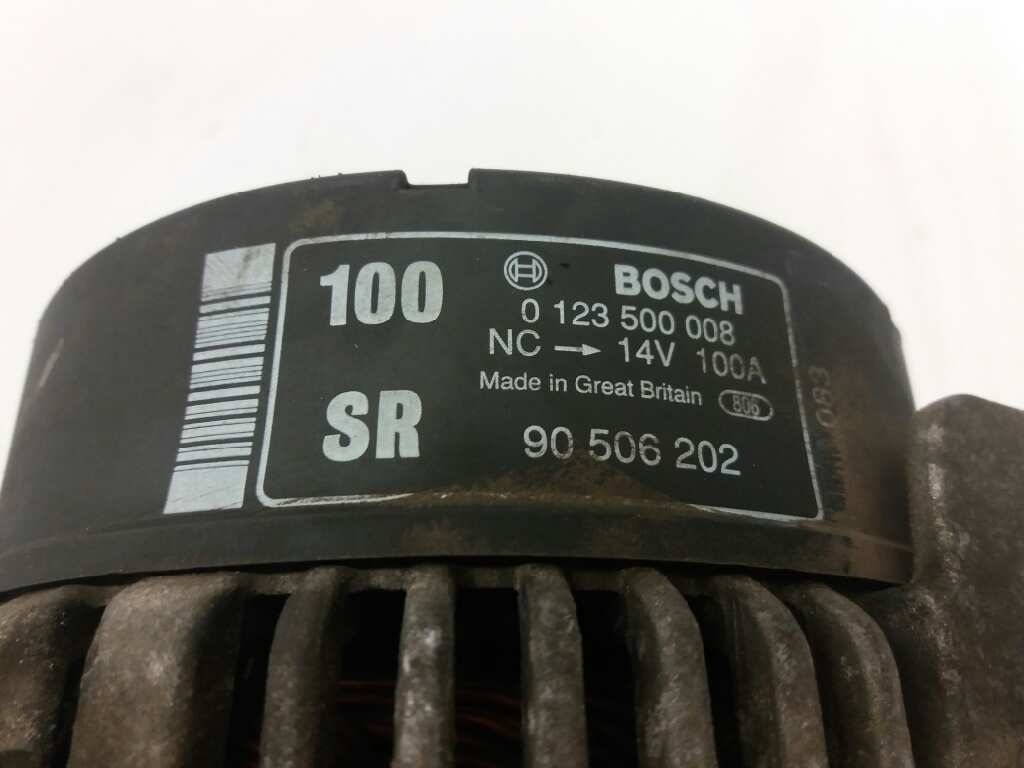 100
SR
BOSCH
0 123 500 008
NC → 14V 100A
Made in Great Britain 806
90 506 202
083